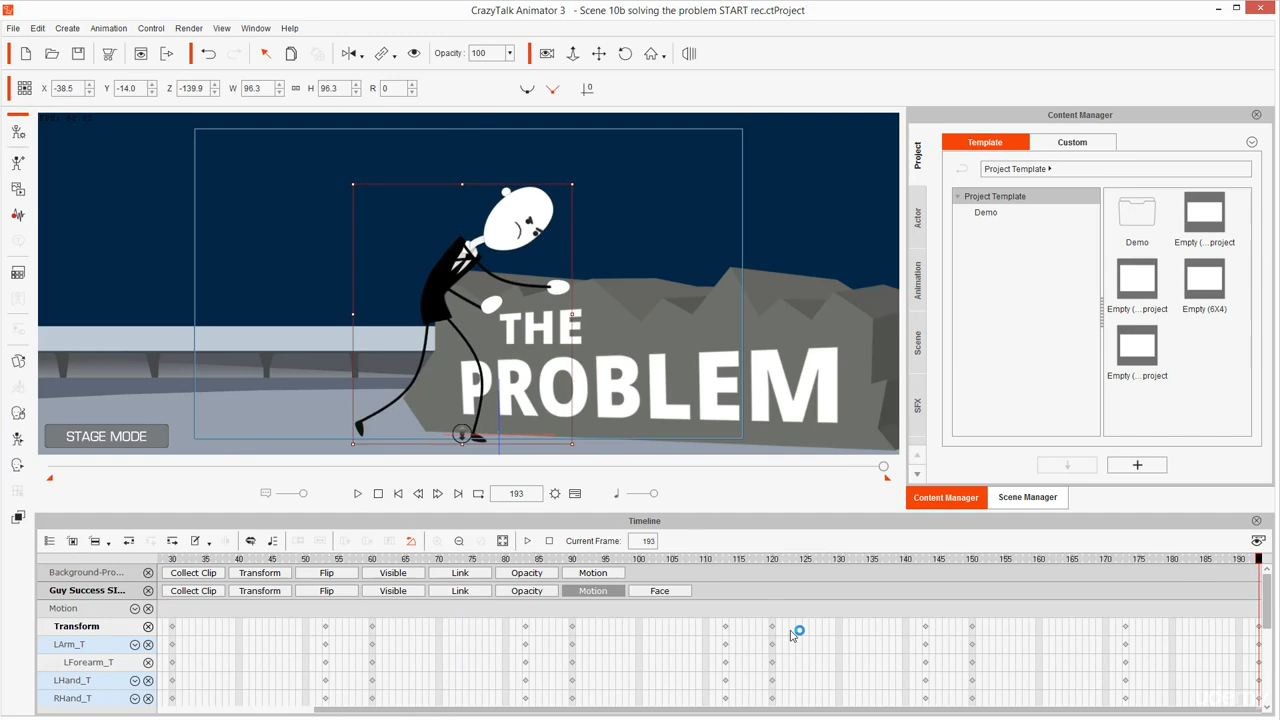 CrazyTalk Animator 3 - Scene 10b solving the problem START rec.ctProject
File Edit Create Animation Control Render View Window Help
Opacity : 100
X -38.5 Y -14.0 Z -139.9 W 96.3 H 96.3 R 0
Content Manager
Template Custom
Project Template
Project Template
Demo
Demo
Empty (...project
Empty (...project
Empty (6X4)
Empty (...project
Project
Actor
Animation
Scene
SFX
THE
PROBLEM
STAGE MODE
193
Content Manager Scene Manager
Timeline
Current Frame: 193
30 35 40 45 50 55 60 65 70 75 80 85 90 95 100 105 110 115 120 125 130 135 140 145 150 155 160 165 170 175 180 185 190
Background-Pro... Collect Clip Transform Flip Visible Link Opacity Motion
Guy Success SI... Collect Clip Transform Flip Visible Link Opacity Motion Face
Motion
Transform
LArm_T
LForearm_T
LHand_T
RHand_T